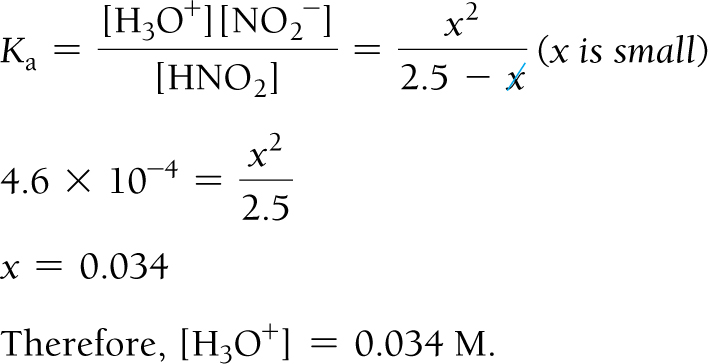 Kₐ = [H₃O⁺][NO₂⁻] / [HNO₂] = x² / (2.5 − x) (x is small)
4.6 × 10⁻⁴ = x² / 2.5
x = 0.034
Therefore, [H₃O⁺] = 0.034 M.